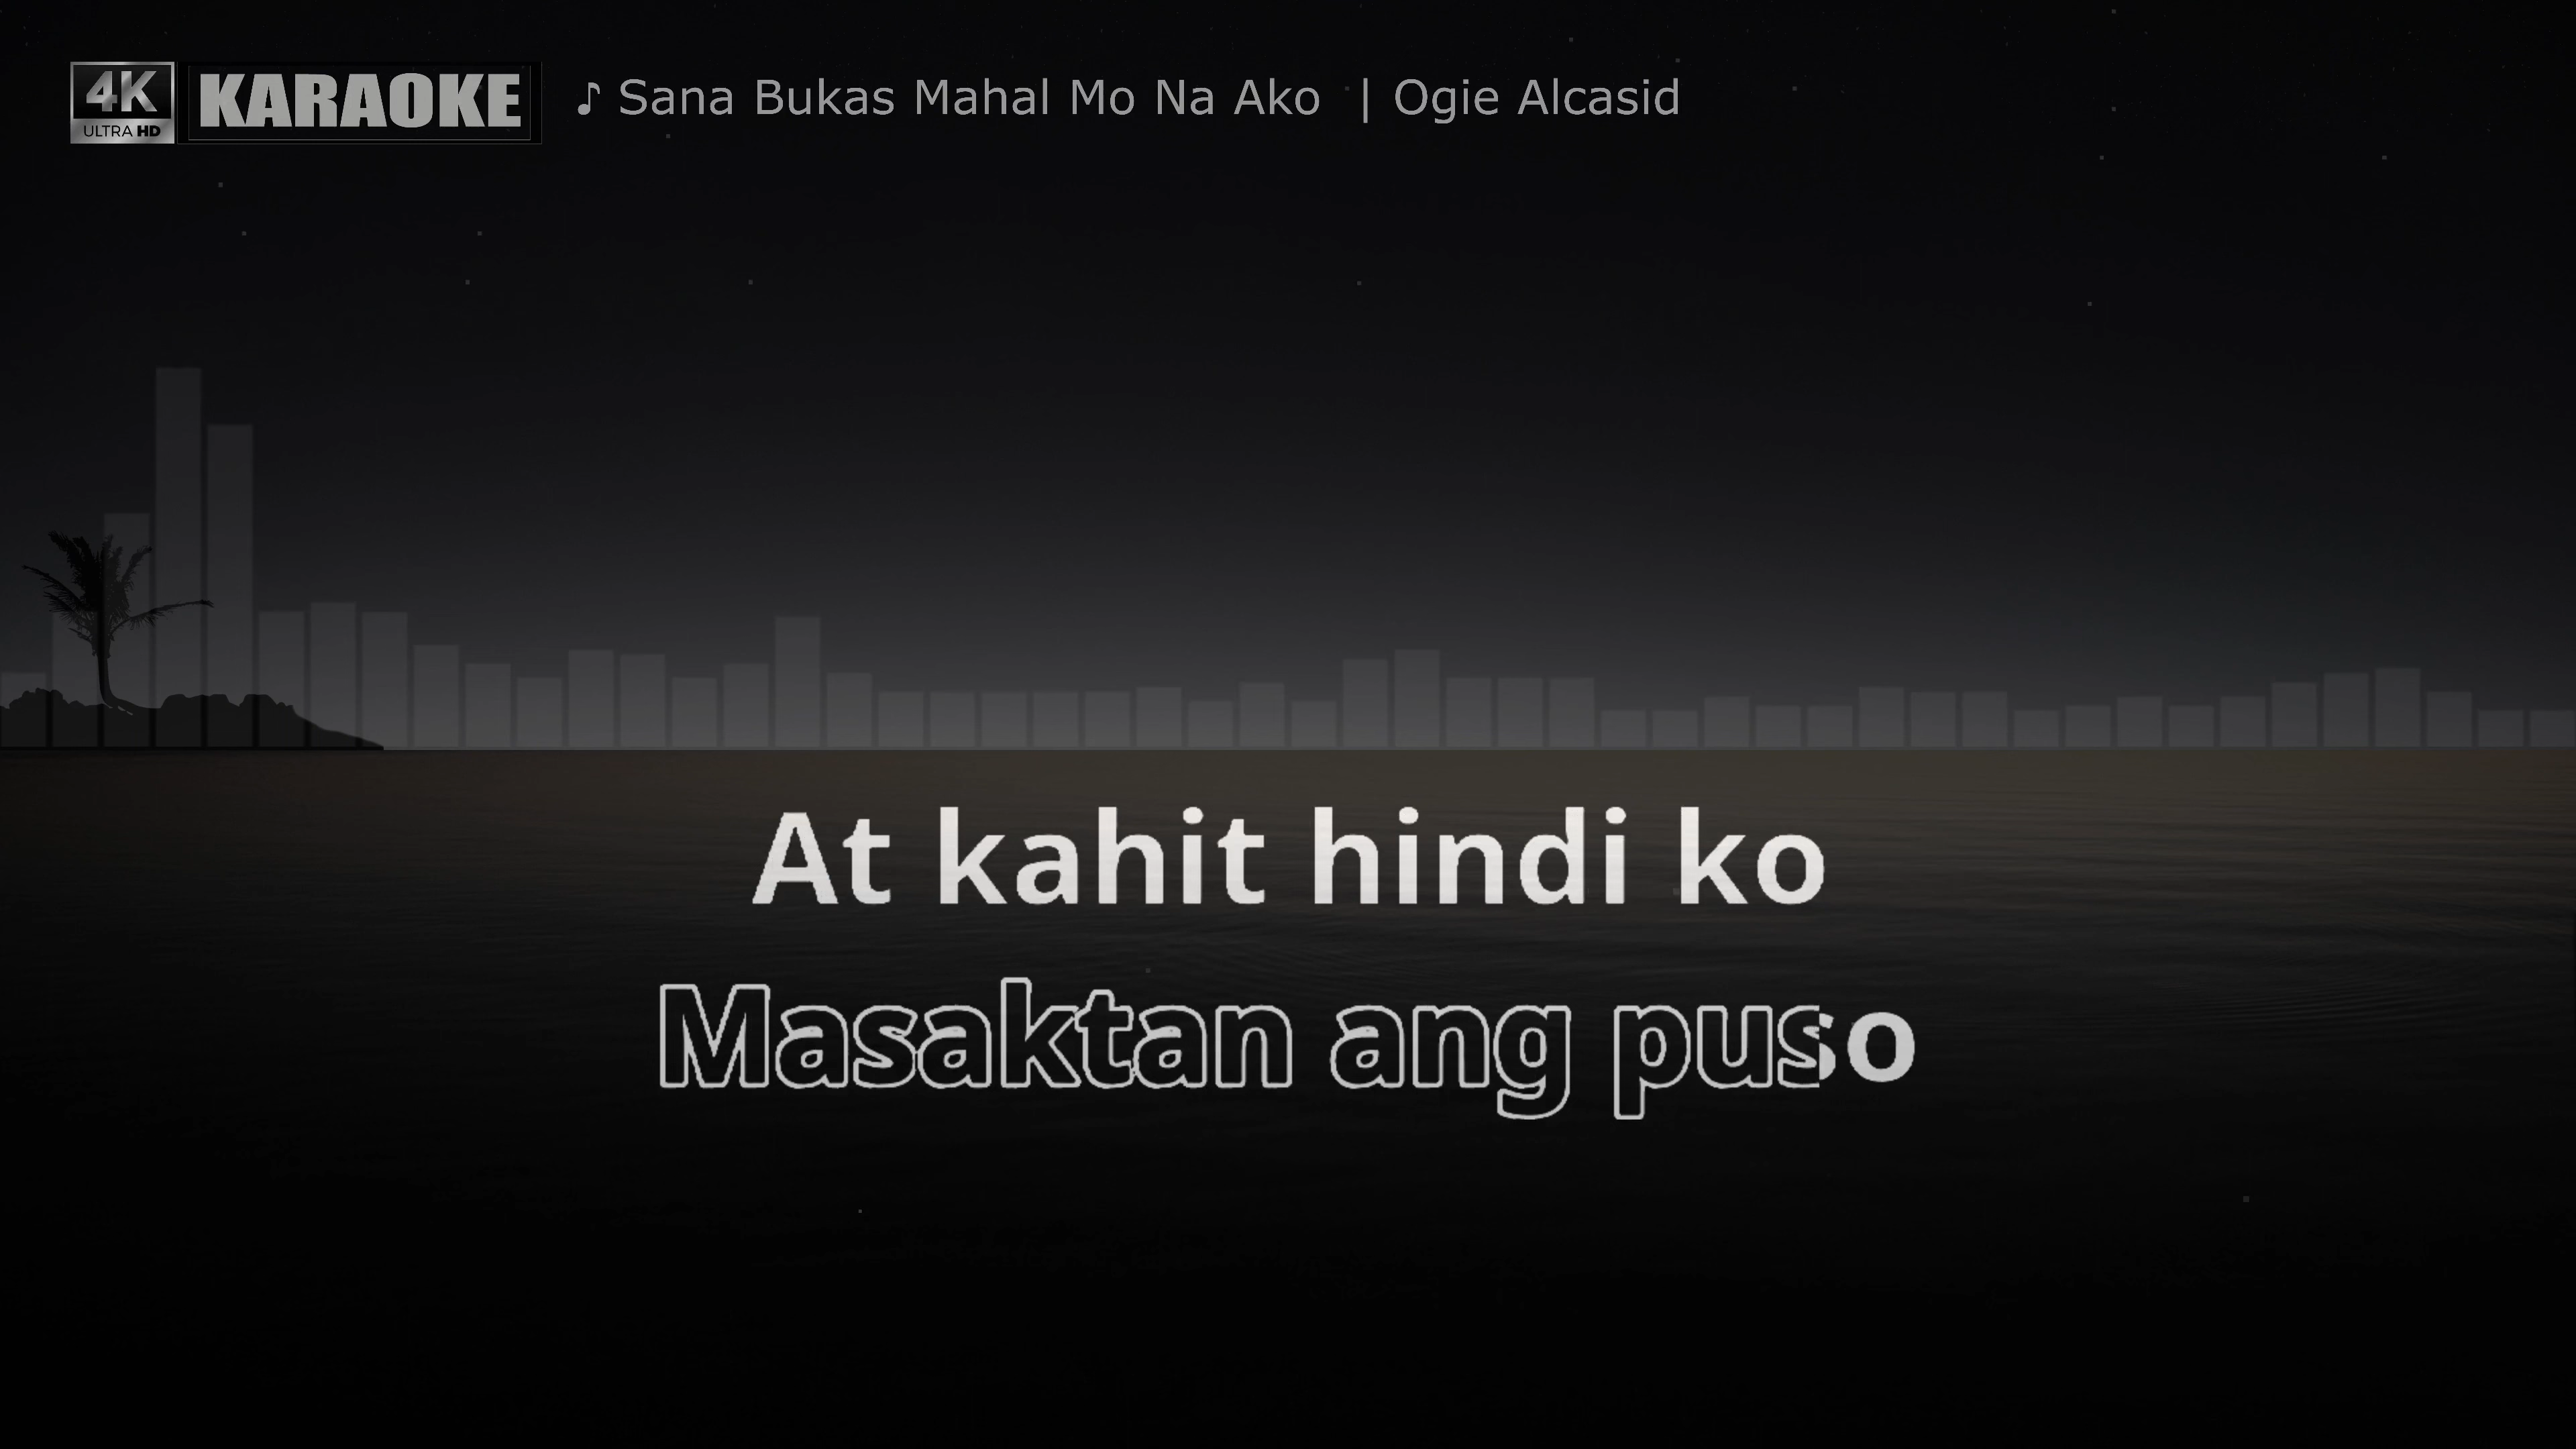 4K ULTRA HD KARAOKE ♪ Sana Bukas Mahal Mo Na Ako | Ogie Alcasid
At kahit hindi ko
Masaktan ang puso